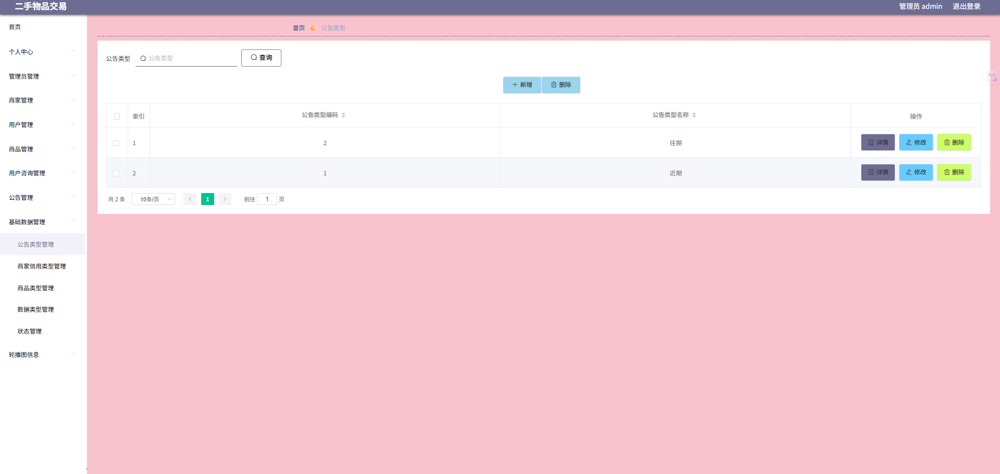 二手物品交易
管理员 admin 退出登录
首页
个人中心
管理员管理
商家管理
用户管理
商品管理
用户咨询管理
公告管理
基础数据管理
公告类型管理
商家信用类型管理
商品类型管理
数据类型管理
状态管理
轮播图信息
首页 公告类型
公告类型 公告类型 查询
新增 删除
索引 公告类型编码 公告类型名称 操作
1 2 往期 详情 修改 删除
2 1 近期 详情 修改 删除
共 2 条 10条/页 1 前往 1 页